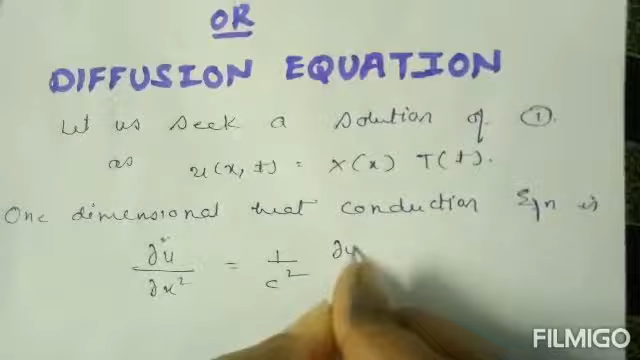 OR
DIFFUSION EQUATION
Let us seek a solution of ①.
as u(x, t) = X(x) T(t).
One dimensional heat conduction Eqn is
∂²u/∂x² = 1/c² ∂u
FILMIGO